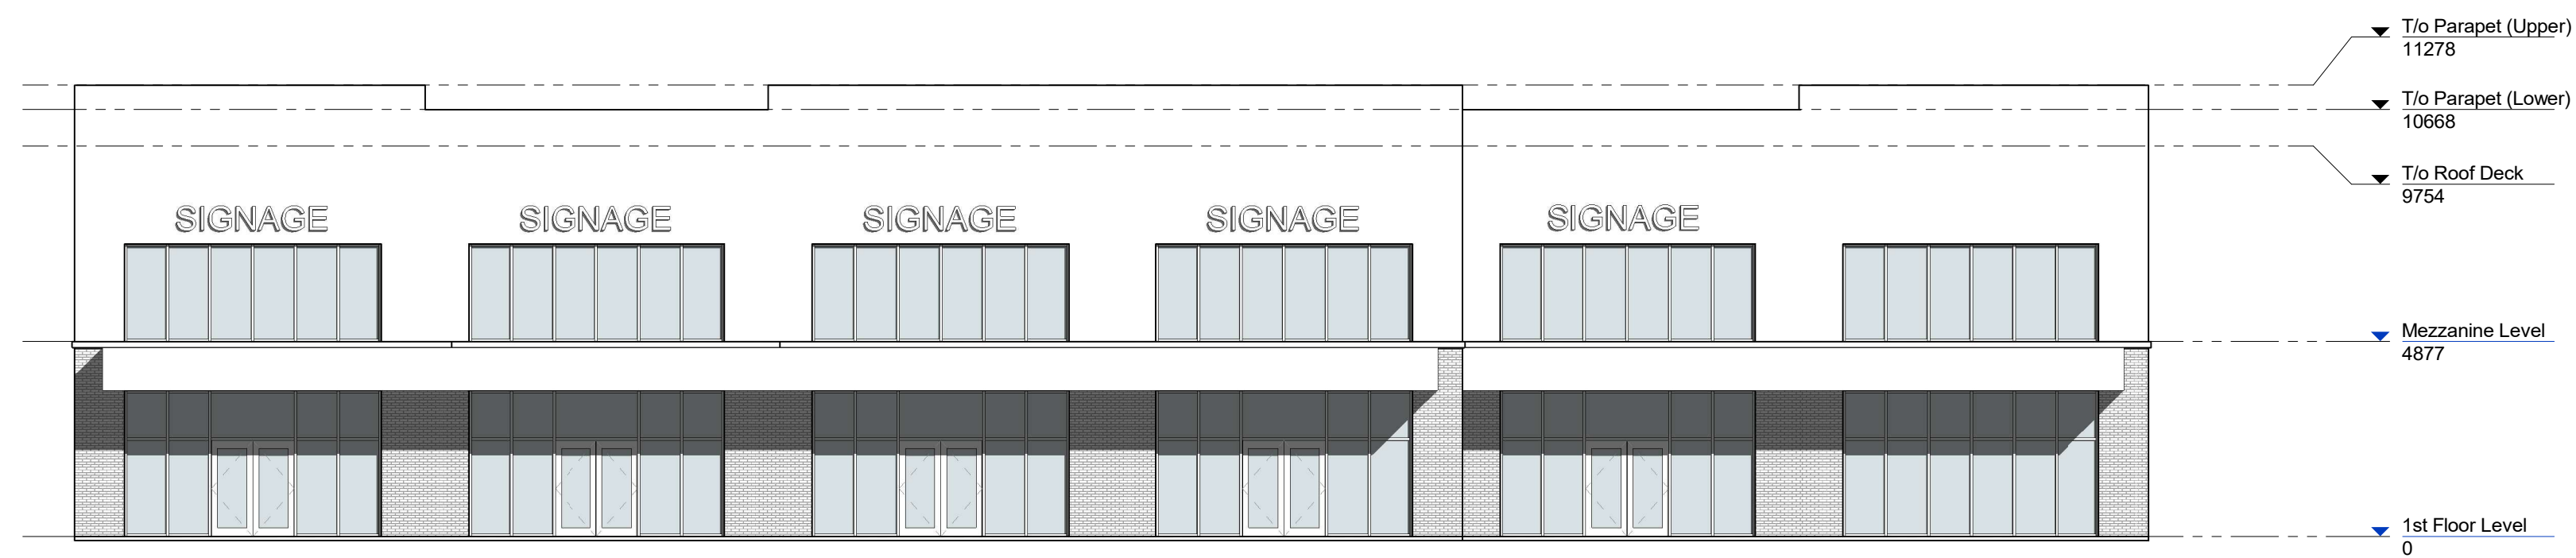 T/o Parapet (Upper)
11278
T/o Parapet (Lower)
10668
T/o Roof Deck
9754
SIGNAGE SIGNAGE SIGNAGE SIGNAGE SIGNAGE
Mezzanine Level
4877
1st Floor Level
0